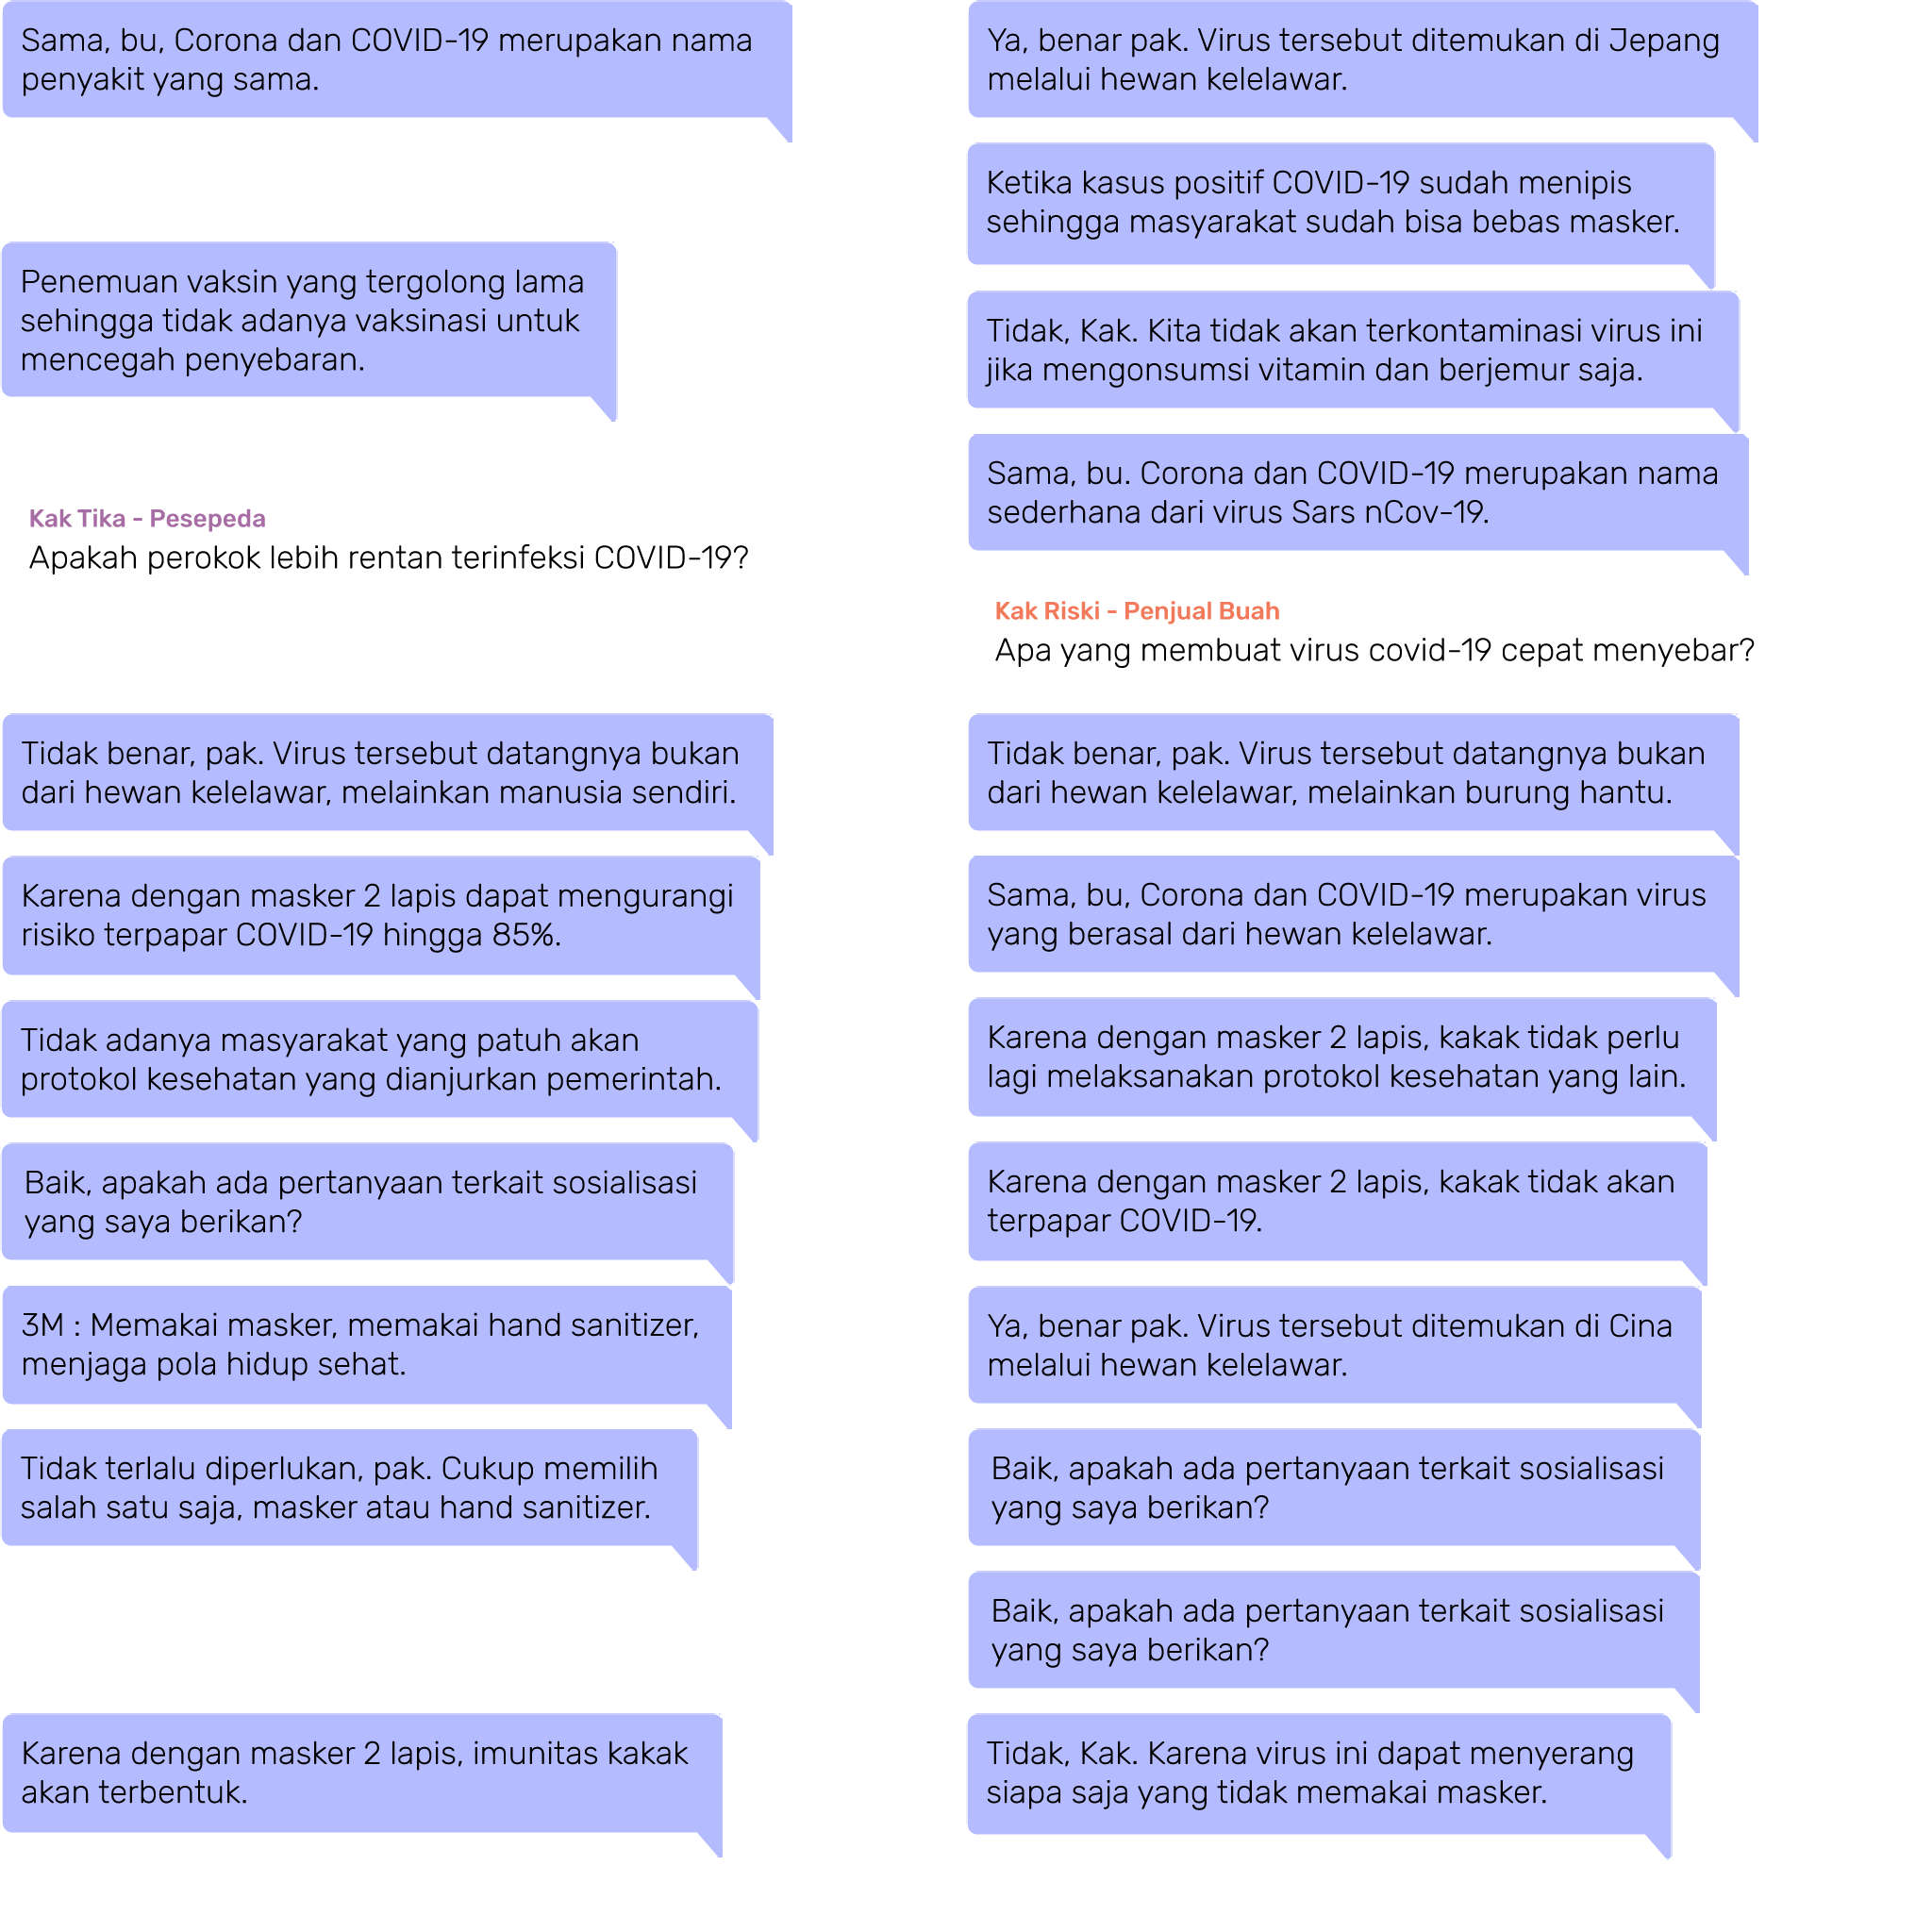 Sama, bu, Corona dan COVID-19 merupakan nama
penyakit yang sama.
Penemuan vaksin yang tergolong lama
sehingga tidak adanya vaksinasi untuk
mencegah penyebaran.
Kak Tika - Pesepeda
Apakah perokok lebih rentan terinfeksi COVID-19?
Tidak benar, pak. Virus tersebut datangnya bukan
dari hewan kelelawar, melainkan manusia sendiri.
Karena dengan masker 2 lapis dapat mengurangi
risiko terpapar COVID-19 hingga 85%.
Tidak adanya masyarakat yang patuh akan
protokol kesehatan yang dianjurkan pemerintah.
Baik, apakah ada pertanyaan terkait sosialisasi
yang saya berikan?
3M : Memakai masker, memakai hand sanitizer,
menjaga pola hidup sehat.
Tidak terlalu diperlukan, pak. Cukup memilih
salah satu saja, masker atau hand sanitizer.
Karena dengan masker 2 lapis, imunitas kakak
akan terbentuk.
Ya, benar pak. Virus tersebut ditemukan di Jepang
melalui hewan kelelawar.
Ketika kasus positif COVID-19 sudah menipis
sehingga masyarakat sudah bisa bebas masker.
Tidak, Kak. Kita tidak akan terkontaminasi virus ini
jika mengonsumsi vitamin dan berjemur saja.
Sama, bu. Corona dan COVID-19 merupakan nama
sederhana dari virus Sars nCov-19.
Kak Riski - Penjual Buah
Apa yang membuat virus covid-19 cepat menyebar?
Tidak benar, pak. Virus tersebut datangnya bukan
dari hewan kelelawar, melainkan burung hantu.
Sama, bu, Corona dan COVID-19 merupakan virus
yang berasal dari hewan kelelawar.
Karena dengan masker 2 lapis, kakak tidak perlu
lagi melaksanakan protokol kesehatan yang lain.
Karena dengan masker 2 lapis, kakak tidak akan
terpapar COVID-19.
Ya, benar pak. Virus tersebut ditemukan di Cina
melalui hewan kelelawar.
Baik, apakah ada pertanyaan terkait sosialisasi
yang saya berikan?
Baik, apakah ada pertanyaan terkait sosialisasi
yang saya berikan?
Tidak, Kak. Karena virus ini dapat menyerang
siapa saja yang tidak memakai masker.